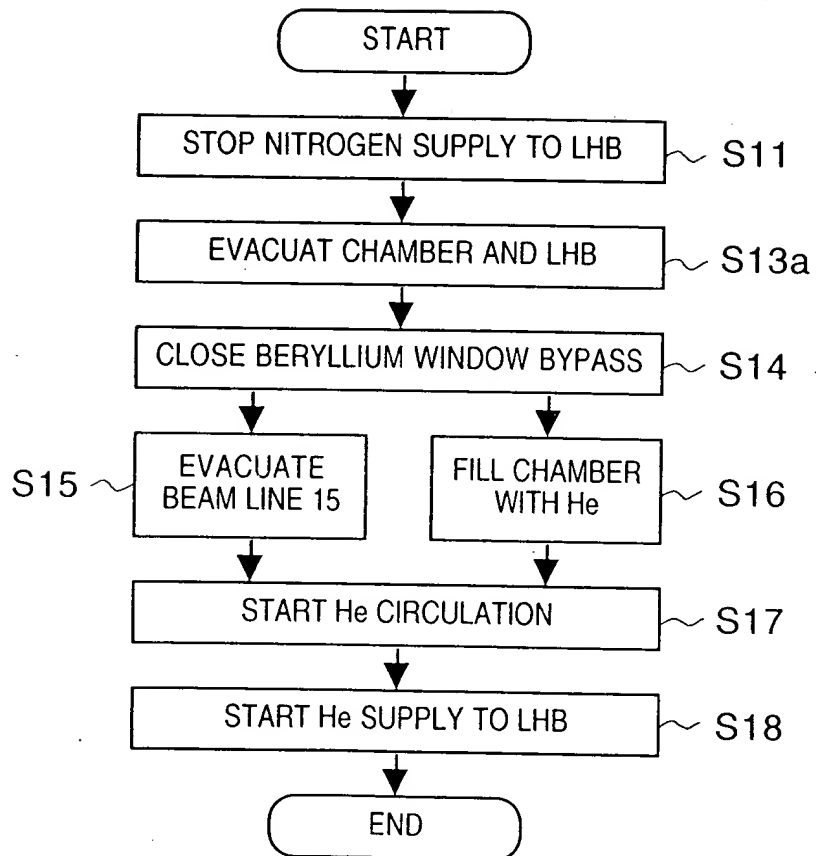 START
STOP NITROGEN SUPPLY TO LHB
S11
EVACUAT CHAMBER AND LHB
S13a
CLOSE BERYLLIUM WINDOW BYPASS
S14
S15
EVACUATE
BEAM LINE 15
FILL CHAMBER
WITH He
S16
START He CIRCULATION
S17
START He SUPPLY TO LHB
S18
END